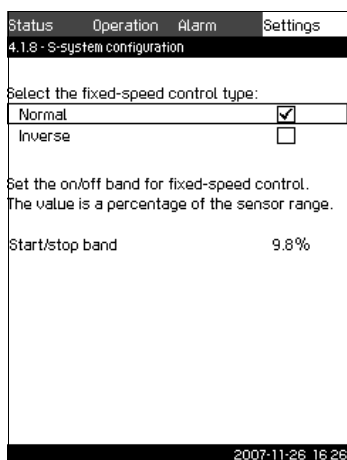 Status Operation Alarm Settings
4.1.8 - S-system configuration
Select the fixed-speed control type:
Normal
Inverse
Set the on/off band for fixed-speed control.
The value is a percentage of the sensor range.
Start/stop band 9.8%
2007-11-26 16:26